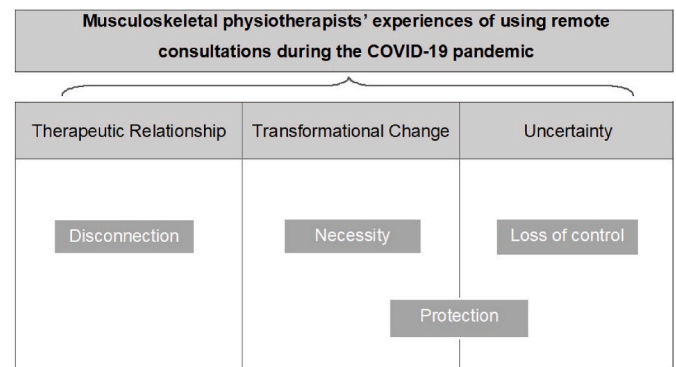 Musculoskeletal physiotherapists’ experiences of using remote
consultations during the COVID-19 pandemic
Therapeutic Relationship
Transformational Change
Uncertainty
Disconnection
Necessity
Loss of control
Protection